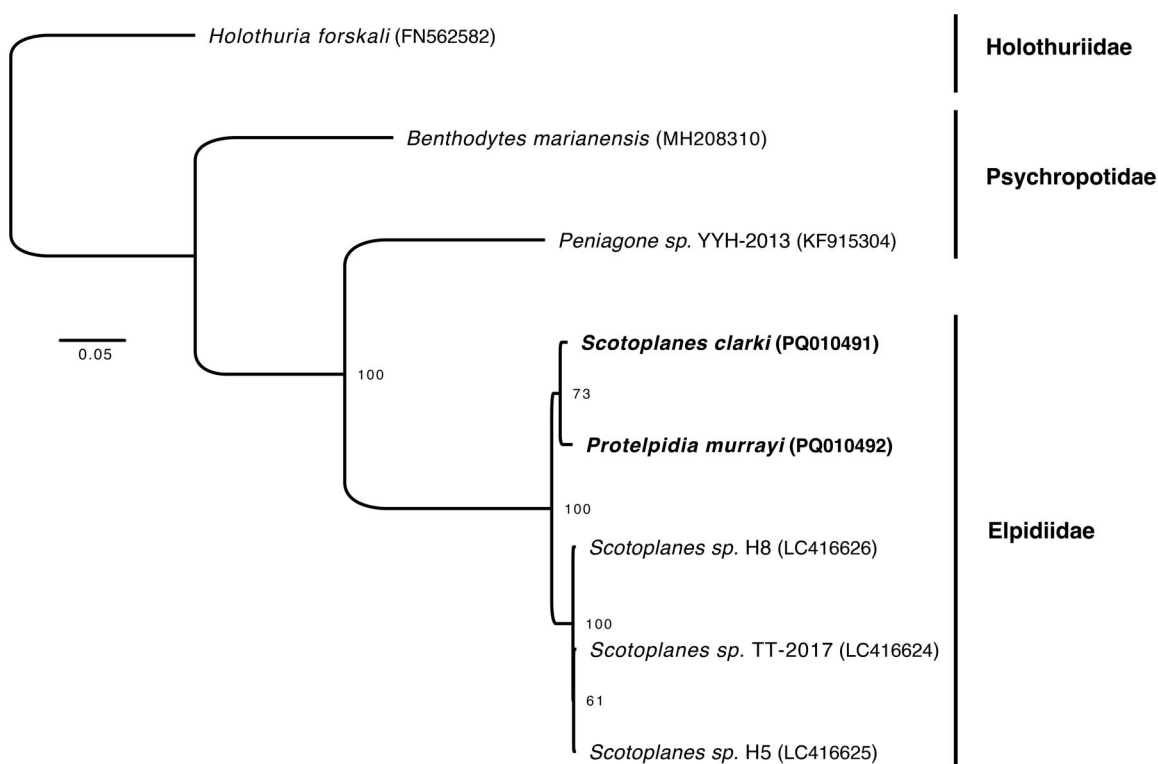 Holothuria forskali (FN562582)
Holothuriidae
Benthodytes marianensis (MH208310)
Psychropotidae
Peniagone sp. YYH-2013 (KF915304)
0.05
Scotoplanes clarki (PQ010491)
100
73
Protelpidia murrayi (PQ010492)
100
Elpidiidae
Scotoplanes sp. H8 (LC416626)
100
Scotoplanes sp. TT-2017 (LC416624)
61
Scotoplanes sp. H5 (LC416625)